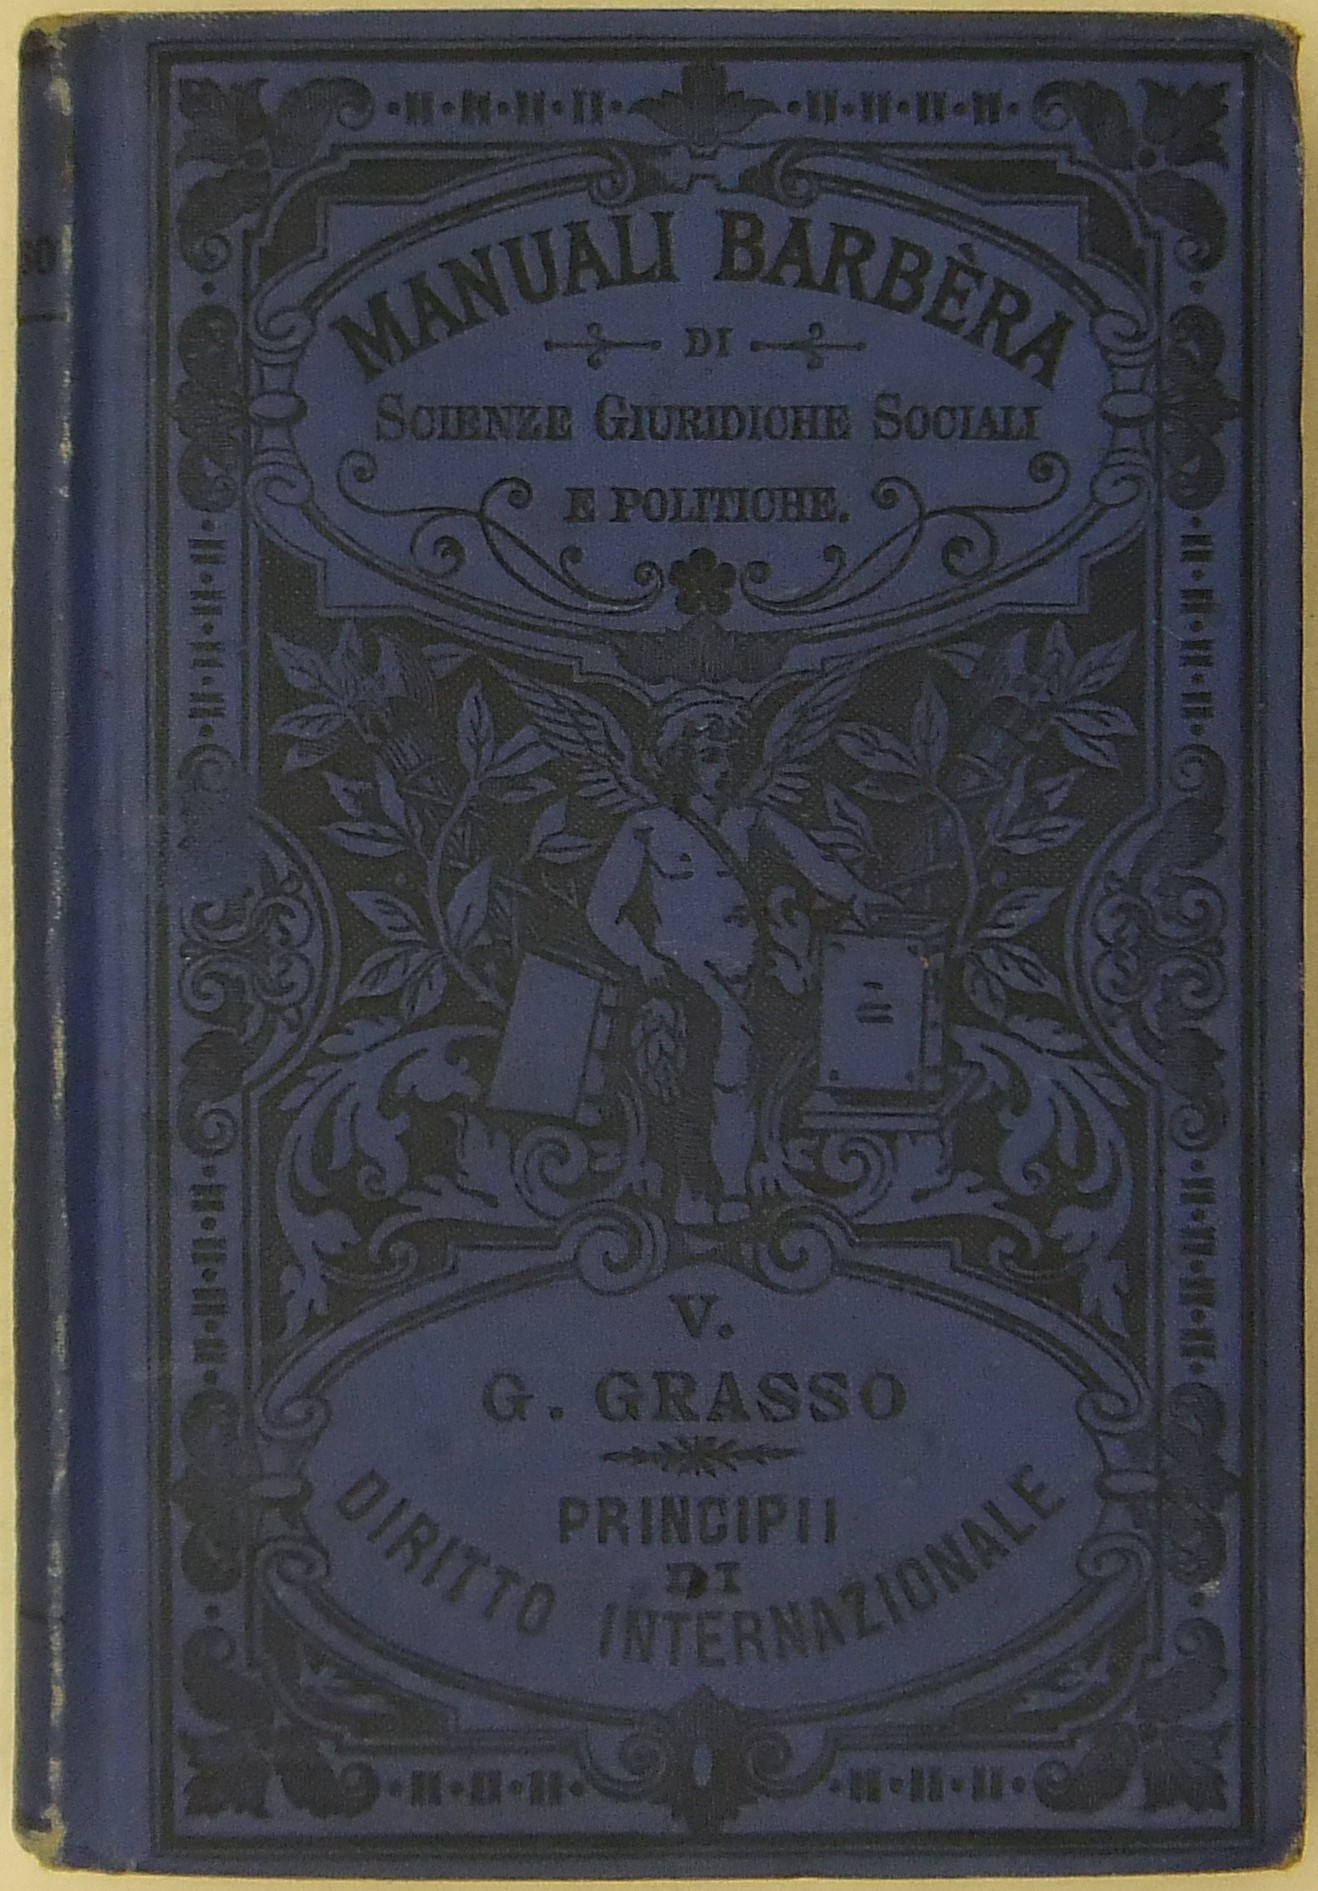 MANUALI BARBÈRA
DI
SCIENZE GIURIDICHE SOCIALI
E POLITICHE.
V.
G. GRASSO
PRINCIPII
DI
DIRITTO INTERNAZIONALE